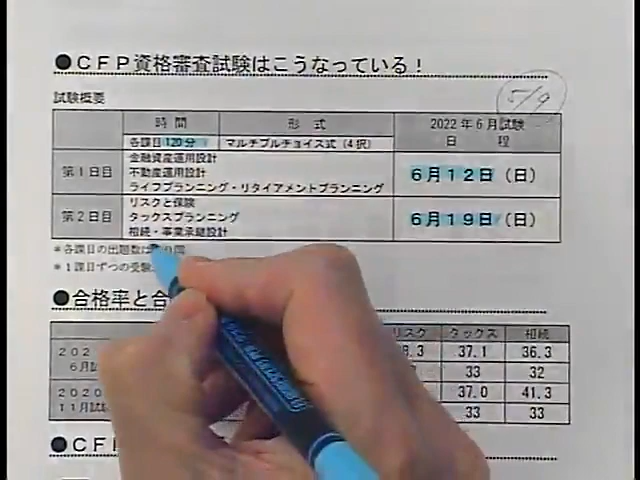 ●CFP資格審査試験はこうなっている！
5/9
試験概要
時間 形式 2022年6月試験
各課目120分 マルチプルチョイス式（4択） 日程
第1日目 金融資産運用設計 6月12日（日）
不動産運用設計
ライフプランニング・リタイアメントプランニング
第2日目 リスクと保険 6月19日（日）
タックスプランニング
相続・事業承継設計
＊各課目の出題数は
＊1課目ずつの受験
●合格率と合
リスク タックス 相続
202 8.3 37.1 36.3
6月試 33 32
2020 37.0 41.3
11月試験 33 33
●CF